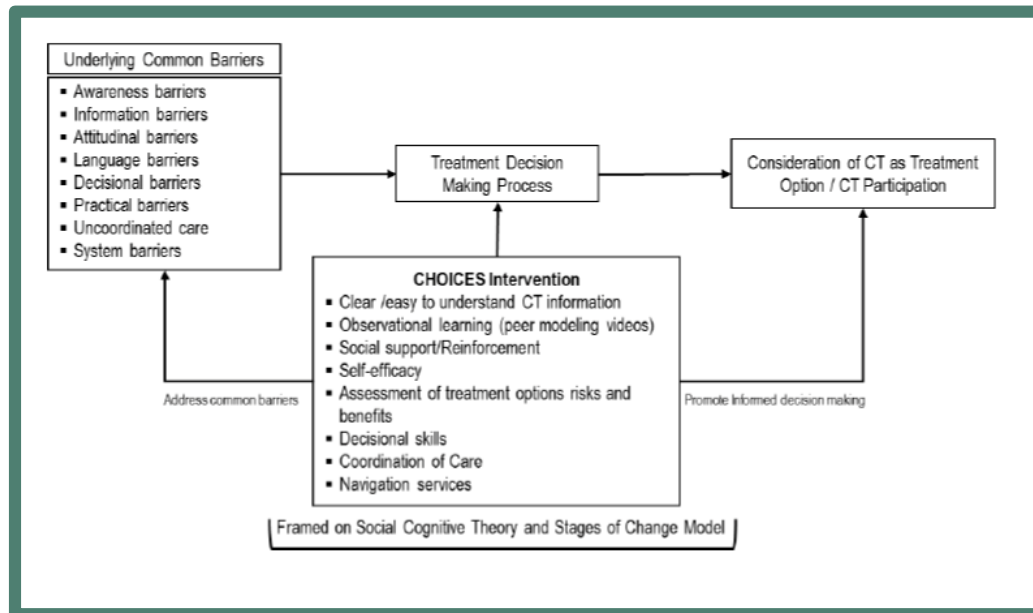 Underlying Common Barriers
▪ Awareness barriers
▪ Information barriers
▪ Attitudinal barriers
▪ Language barriers
▪ Decisional barriers
▪ Practical barriers
▪ Uncoordinated care
▪ System barriers
Treatment Decision
Making Process
Consideration of CT as Treatment
Option / CT Participation
CHOICES Intervention
▪ Clear /easy to understand CT information
▪ Observational learning (peer modeling videos)
▪ Social support/Reinforcement
▪ Self-efficacy
▪ Assessment of treatment options risks and
benefits
▪ Decisional skills
▪ Coordination of Care
▪ Navigation services
Address common barriers
Promote Informed decision making
Framed on Social Cognitive Theory and Stages of Change Model